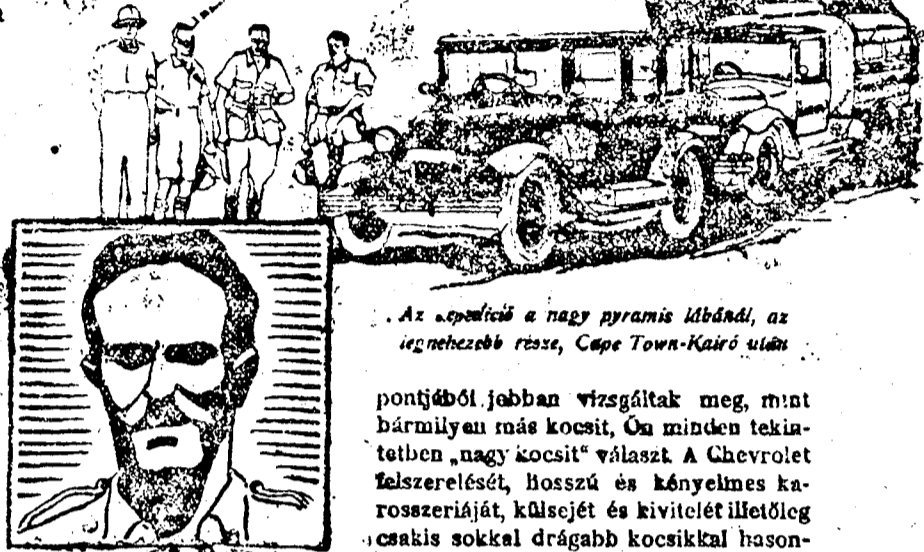 Az expedíció a nagy pyramis lábánál, az
legnehezebb része, Cape Town-Kairó után
pontjából jobban vizsgáltak meg, mint
bármilyen más kocsit, Ön minden tekin-
tetben „nagy kocsit“ választ. A Chevrolet
felszerelését, hosszú és kényelmes ka-
rosszeriáját, külsejét és kivitelét illetőleg
csakis sokkal drágább kocsikkal hason-